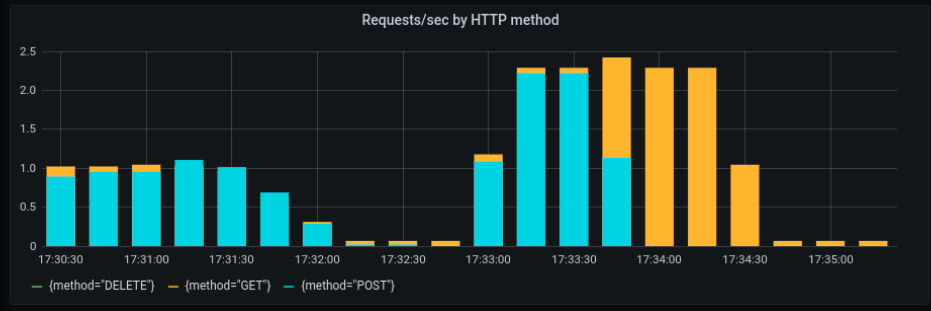 Requests/sec by HTTP method
2.5
2.0
1.5
1.0
0.5
0
17:30:30 17:31:00 17:31:30 17:32:00 17:32:30 17:33:00 17:33:30 17:34:00 17:34:30 17:35:00
{method="DELETE"} {method="GET"} {method="POST"}